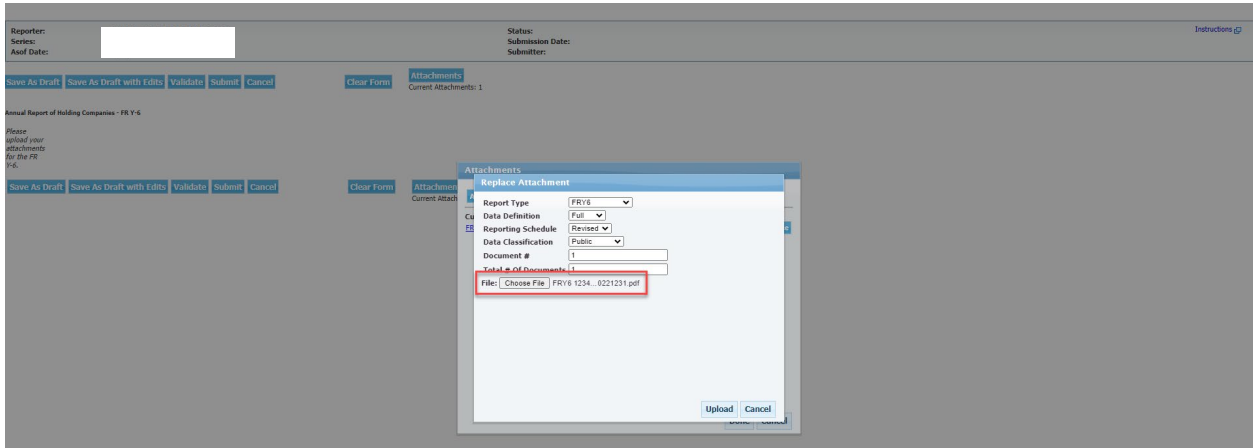 Reporter:
Series:
Asof Date:
Status:
Submission Date:
Submitter:
Instructions
Save As Draft Save As Draft with Edits Validate Submit Cancel Clear Form Attachments
Current Attachments: 1
Annual Report of Holding Companies - FR Y-6
Please
upload your
attachments
for the FR
Y-6.
Save As Draft Save As Draft with Edits Validate Submit Cancel Clear Form
Attachments
Replace Attachment
Report Type FRY6
Data Definition Full
Reporting Schedule Revised
Data Classification Public
Document # 1
Total # Of Documents 1
File: Choose File FRY6 1234...0221231.pdf
Upload Cancel